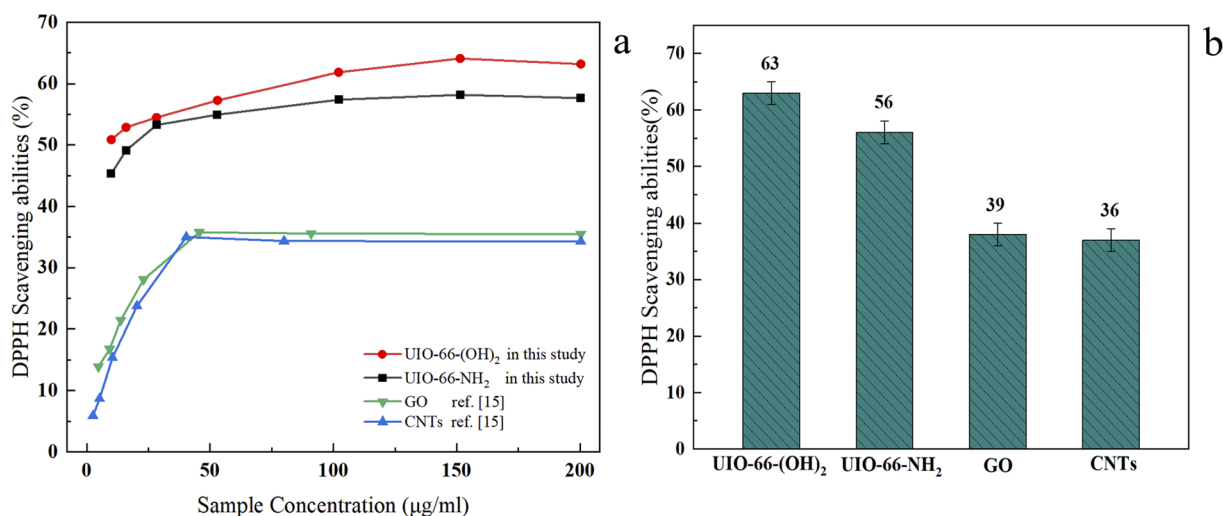 a
DPPH Scavenging abilities (%)
70
60
50
40
30
20
10
0
0 50 100 150 200
Sample Concentration (μg/ml)
UIO-66-(OH)₂ in this study
UIO-66-NH₂ in this study
GO ref. [15]
CNTs ref. [15]
b
DPPH Scavenging abilities(%)
70
60
50
40
30
20
10
0
63
56
39
36
UIO-66-(OH)₂ UIO-66-NH₂ GO CNTs